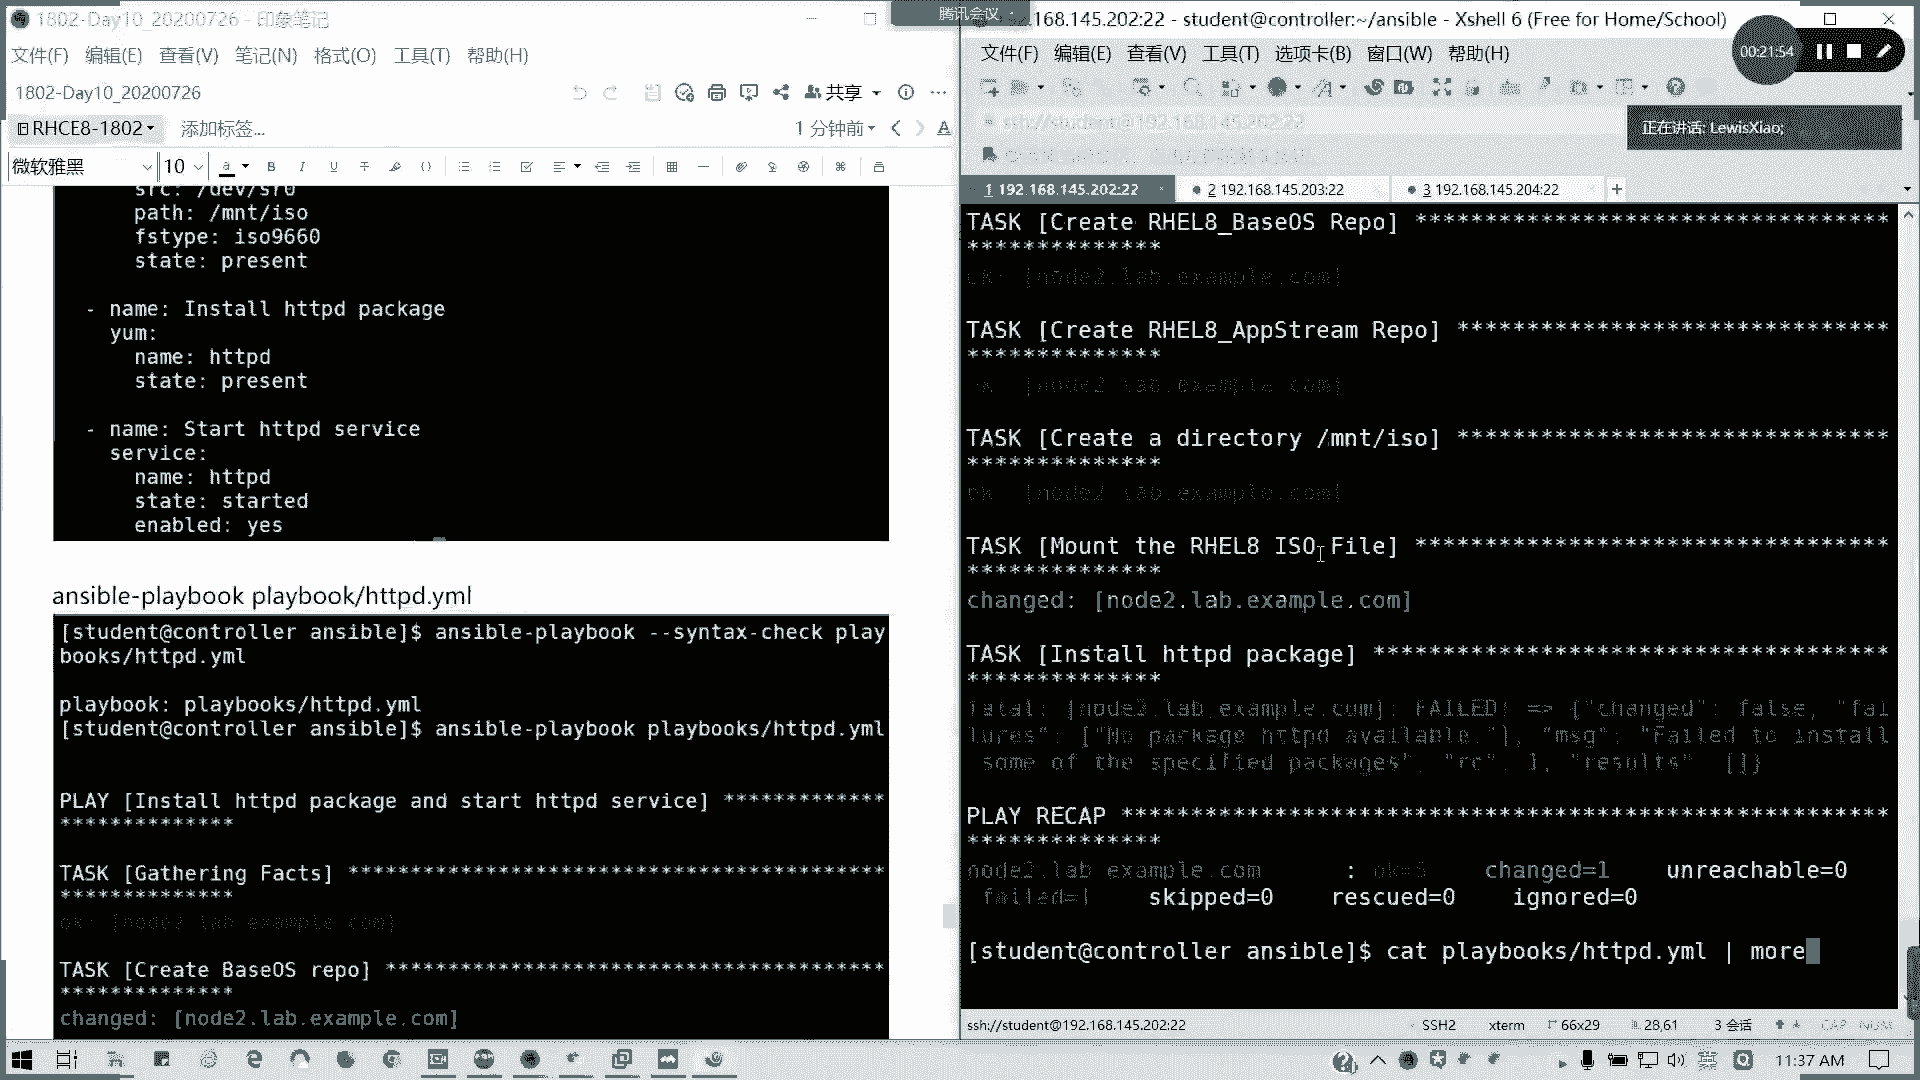 1802-Day10_20200726 - 印象笔记
文件(F) 编辑(E) 查看(V) 笔记(N) 格式(O) 工具(T) 帮助(H)
1802-Day10_20200726
共享
RHCE8-1802 添加标签...
1 分钟前
微软雅黑 10
src: /dev/sr0
path: /mnt/iso
fstype: iso9660
state: present
- name: Install httpd package
yum:
name: httpd
state: present
- name: Start httpd service
service:
name: httpd
state: started
enabled: yes
ansible-playbook playbook/httpd.yml
[student@controller ansible]$ ansible-playbook --syntax-check play
books/httpd.yml
playbook: playbooks/httpd.yml
[student@controller ansible]$ ansible-playbook playbooks/httpd.yml
PLAY [Install httpd package and start httpd service] *************
**************
TASK [Gathering Facts] *******************************************
**************
ok: [node2.lab.example.com]
TASK [Create BaseOS repo] ****************************************
**************
changed: [node2.lab.example.com]
腾讯会议
.168.145.202:22 - student@controller:~/ansible - Xshell 6 (Free for Home/School)
文件(F) 编辑(E) 查看(V) 工具(T) 选项卡(B) 窗口(W) 帮助(H)
00:21:54
ssh://student@192.168.145.202:22
正在讲话: LewisXiao;
1 192.168.145.202:22
2 192.168.145.203:22
3 192.168.145.204:22
TASK [Create RHEL8_BaseOS Repo] **********************************
**************
ok: [node2.lab.example.com]
TASK [Create RHEL8_AppStream Repo] *******************************
**************
ok: [node2.lab.example.com]
TASK [Create a directory /mnt/iso] *******************************
**************
ok: [node2.lab.example.com]
TASK [Mount the RHEL8 ISO File] **********************************
**************
changed: [node2.lab.example.com]
TASK [Install httpd package] *************************************
**************
fatal: [node2.lab.example.com]: FAILED! => {"changed": false, "fai
lures": ["No package httpd available."], "msg": "Failed to install
some of the specified packages", "rc": 1, "results": []}
PLAY RECAP *******************************************************
**************
node2.lab.example.com : ok=5 changed=1 unreachable=0
failed=1 skipped=0 rescued=0 ignored=0
[student@controller ansible]$ cat playbooks/httpd.yml | more
ssh://student@192.168.145.202:22
SSH2 xterm 66x29 28,61 3 会话 CAP NUM
英 11:37 AM